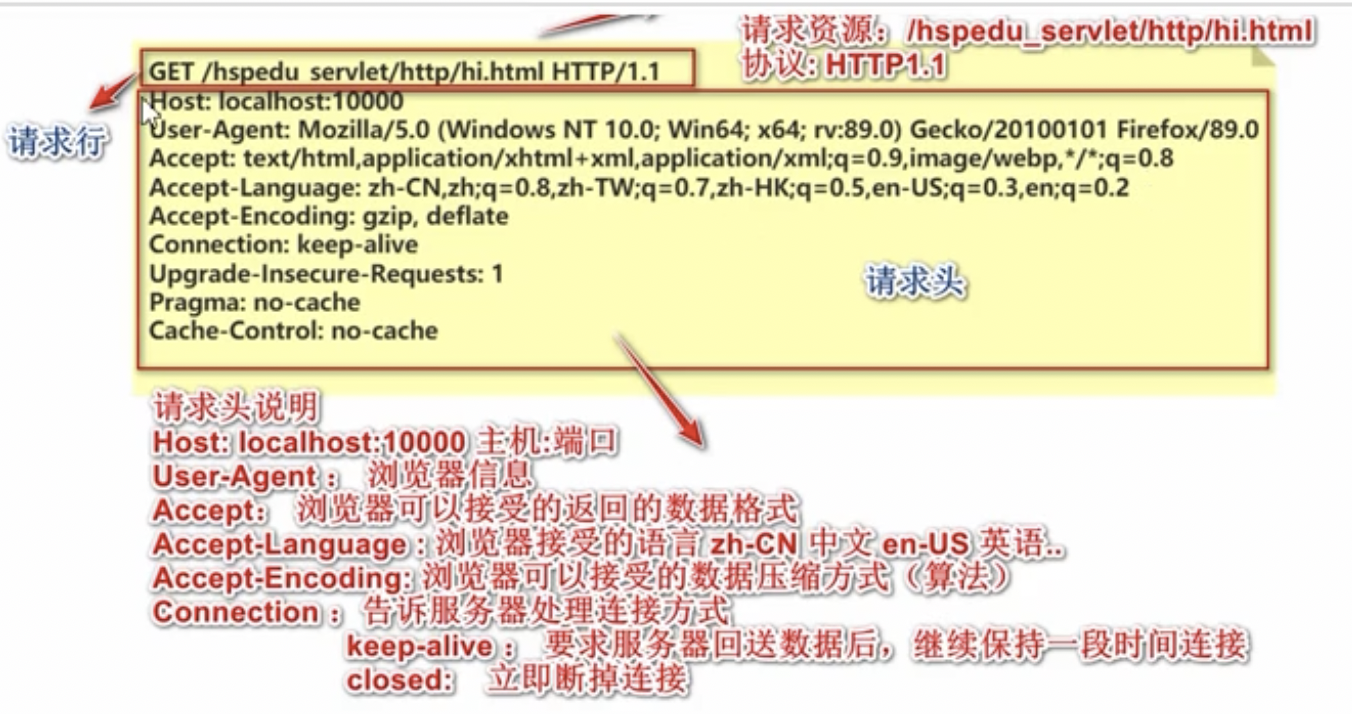 请求资源：/hspedu_servlet/http/hi.html
协议: HTTP1.1
GET /hspedu_servlet/http/hi.html HTTP/1.1
请求行
Host: localhost:10000
User-Agent: Mozilla/5.0 (Windows NT 10.0; Win64; x64; rv:89.0) Gecko/20100101 Firefox/89.0
Accept: text/html,application/xhtml+xml,application/xml;q=0.9,image/webp,*/*;q=0.8
Accept-Language: zh-CN,zh;q=0.8,zh-TW;q=0.7,zh-HK;q=0.5,en-US;q=0.3,en;q=0.2
Accept-Encoding: gzip, deflate
Connection: keep-alive
Upgrade-Insecure-Requests: 1
请求头
Pragma: no-cache
Cache-Control: no-cache
请求头说明
Host: localhost:10000 主机:端口
User-Agent： 浏览器信息
Accept： 浏览器可以接受的返回的数据格式
Accept-Language : 浏览器接受的语言 zh-CN 中文 en-US 英语..
Accept-Encoding: 浏览器可以接受的数据压缩方式（算法）
Connection： 告诉服务器处理连接方式
keep-alive： 要求服务器回送数据后，继续保持一段时间连接
closed: 立即断掉连接